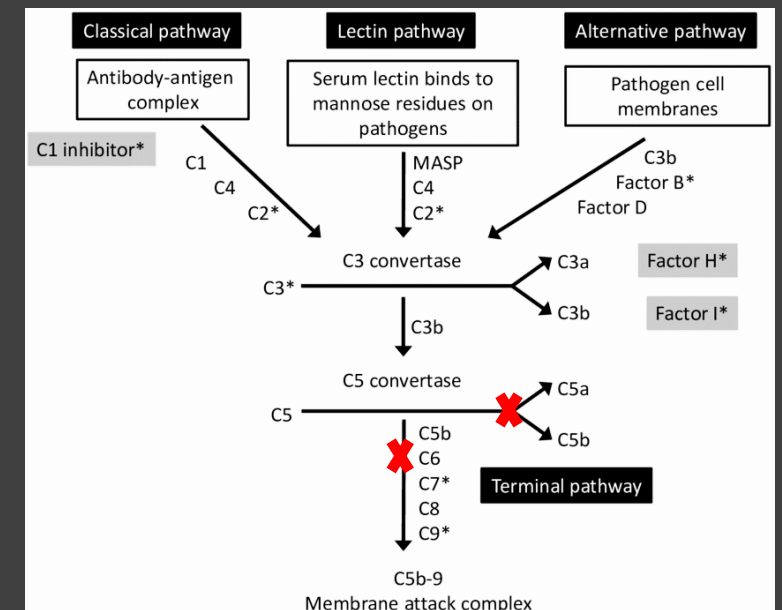 Classical pathway
Lectin pathway
Alternative pathway
Antibody-antigen
complex
Serum lectin binds to
mannose residues on
pathogens
Pathogen cell
membranes
C1 inhibitor*
C1
C4
C2*
MASP
C4
C2*
C3b
Factor B*
Factor D
C3 convertase
C3*
C3a
C3b
Factor H*
Factor I*
C3b
C5 convertase
C5
C5a
C5b
C5b
C6
C7*
C8
C9*
Terminal pathway
C5b-9
Membrane attack complex